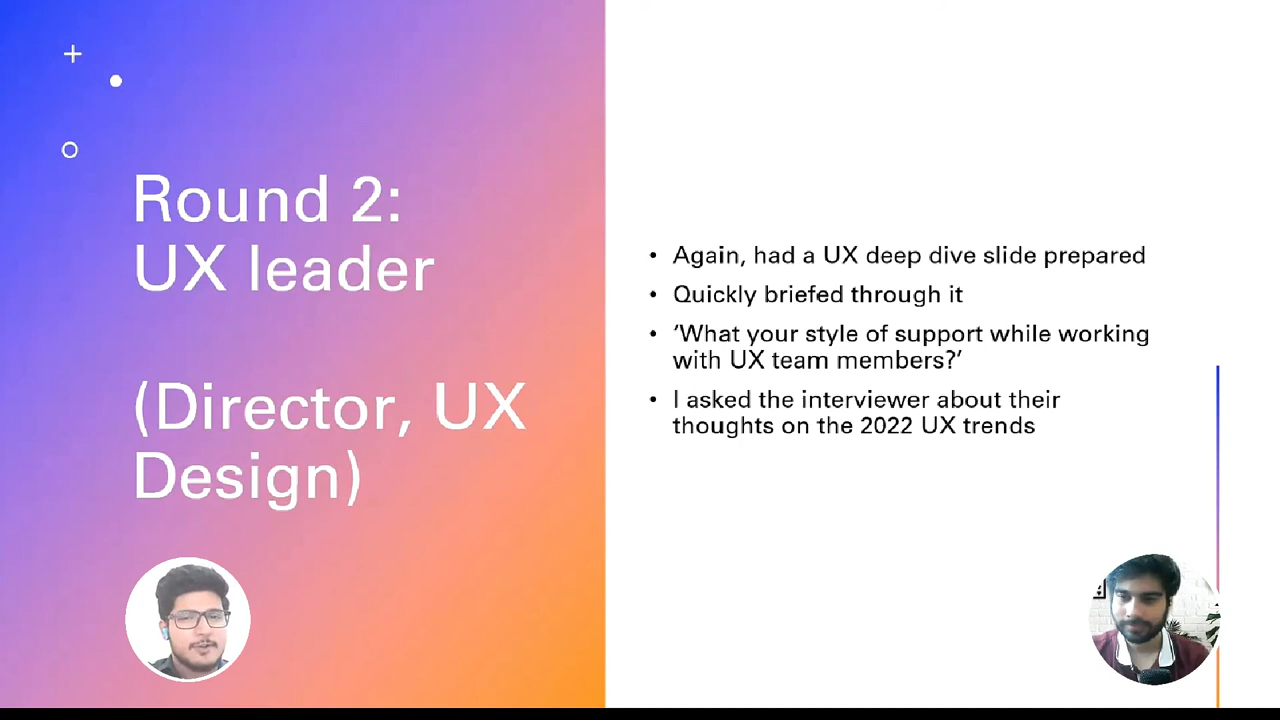 Round 2:
UX leader
(Director, UX
Design)
• Again, had a UX deep dive slide prepared
• Quickly briefed through it
• ‘What your style of support while working
with UX team members?’
• I asked the interviewer about their
thoughts on the 2022 UX trends